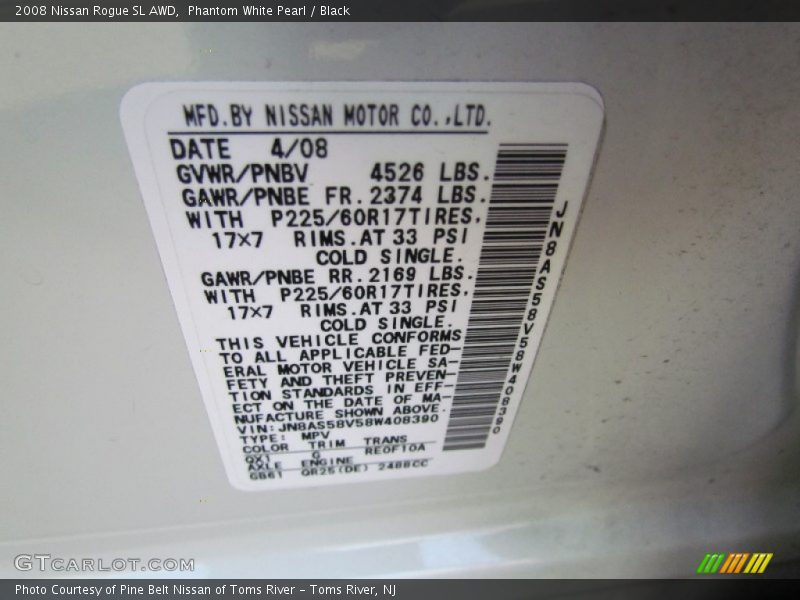 2008 Nissan Rogue SL AWD,  Phantom White Pearl / Black
MFD.BY NISSAN MOTOR CO.,LTD.
DATE 4/08
GVWR/PNBV 4526 LBS.
GAWR/PNBE FR.2374 LBS.
WITH P225/60R17TIRES.
17×7 RIMS.AT 33 PSI
COLD SINGLE.
GAWR/PNBE RR.2169 LBS.
WITH P225/60R17TIRES.
17×7 RIMS.AT 33 PSI
COLD SINGLE.
THIS VEHICLE CONFORMS
TO ALL APPLICABLE FED-
ERAL MOTOR VEHICLE SA-
FETY AND THEFT PREVEN-
TION STANDARDS IN EFF-
ECT ON THE DATE OF MA-
NUFACTURE SHOWN ABOVE.
VIN:JN8AS58V58W408390
TYPE: MPV
COLOR TRIM TRANS
QX1 G RE0F10A
AXLE ENGINE
GB61 QR25(DE) 2488CC
JN8AS58V58W408390
GTCARLOT.COM
Photo Courtesy of Pine Belt Nissan of Toms River – Toms River, NJ